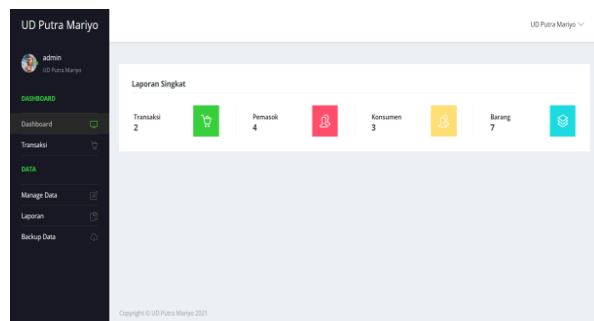 UD Putra Mariyo
UD Putra Mariyo
admin
UD Putra Mariyo
DASHBOARD
Dashboard
Transaksi
DATA
Manage Data
Laporan
Backup Data
Laporan Singkat
Transaksi
2
Pemasok
4
Konsumen
3
Barang
7
Copyright © UD Putra Mariyo 2021